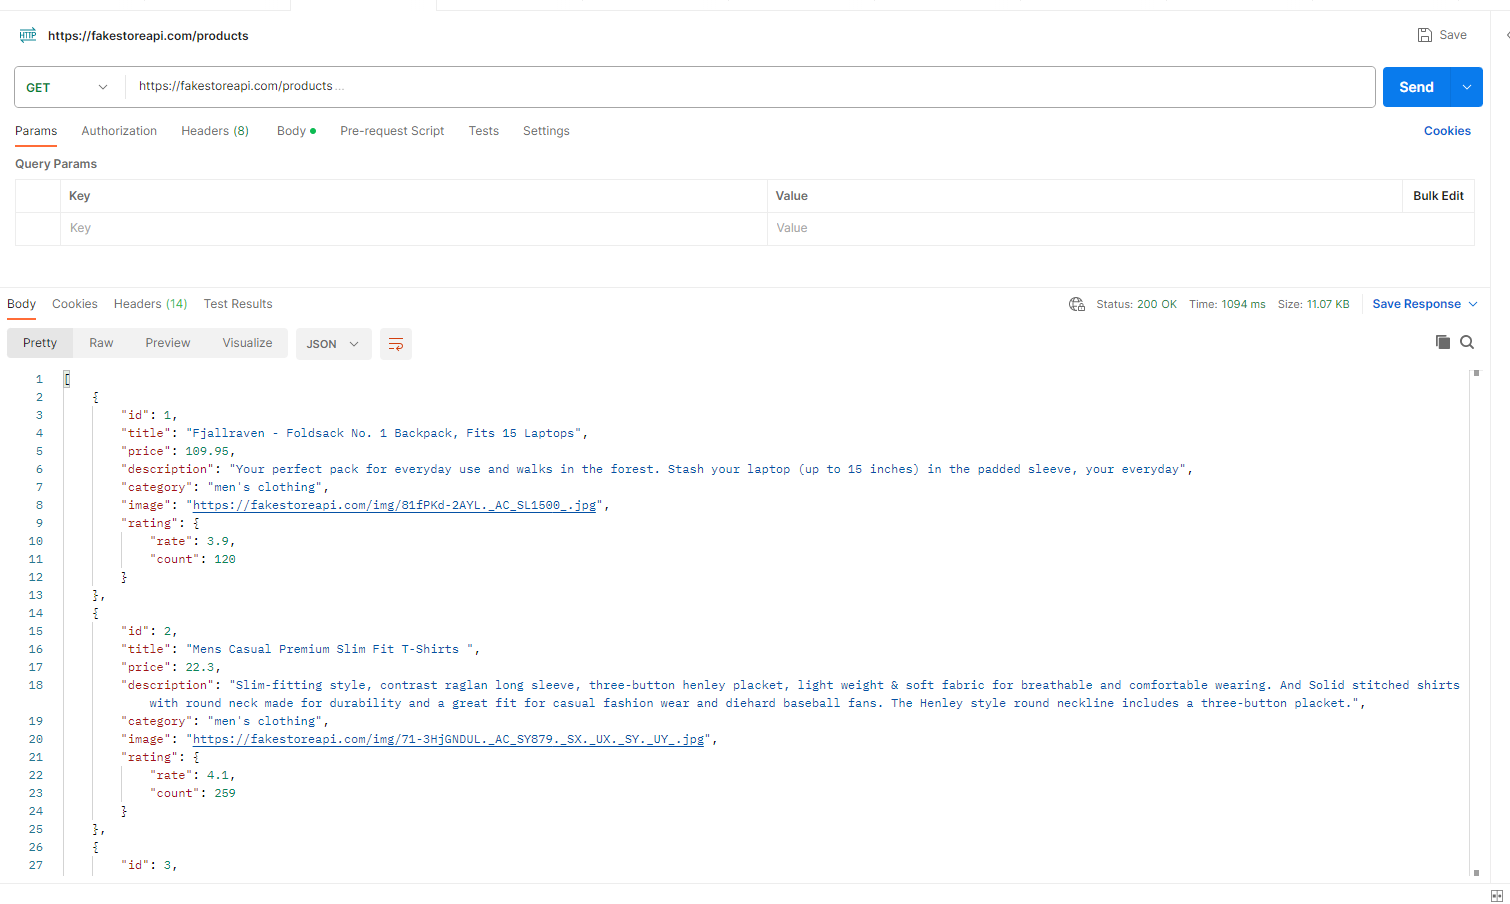 HTTP https://fakestoreapi.com/products Save
GET https://fakestoreapi.com/products ... Send
Params Authorization Headers (8) Body Pre-request Script Tests Settings Cookies
Query Params
Key Value Bulk Edit
Key Value
Body Cookies Headers (14) Test Results Status: 200 OK Time: 1094 ms Size: 11.07 KB Save Response
Pretty Raw Preview Visualize JSON
1 [
2 {
3 "id": 1,
4 "title": "Fjallraven - Foldsack No. 1 Backpack, Fits 15 Laptops",
5 "price": 109.95,
6 "description": "Your perfect pack for everyday use and walks in the forest. Stash your laptop (up to 15 inches) in the padded sleeve, your everyday",
7 "category": "men's clothing",
8 "image": "https://fakestoreapi.com/img/81fPKd-2AYL._AC_SL1500_.jpg",
9 "rating": {
10 "rate": 3.9,
11 "count": 120
12 }
13 },
14 {
15 "id": 2,
16 "title": "Mens Casual Premium Slim Fit T-Shirts ",
17 "price": 22.3,
18 "description": "Slim-fitting style, contrast raglan long sleeve, three-button henley placket, light weight & soft fabric for breathable and comfortable wearing. And Solid stitched shirts
with round neck made for durability and a great fit for casual fashion wear and diehard baseball fans. The Henley style round neckline includes a three-button placket.",
19 "category": "men's clothing",
20 "image": "https://fakestoreapi.com/img/71-3HjGNDUL._AC_SY879._SX._UX._SY._UY_.jpg",
21 "rating": {
22 "rate": 4.1,
23 "count": 259
24 }
25 },
26 {
27 "id": 3,